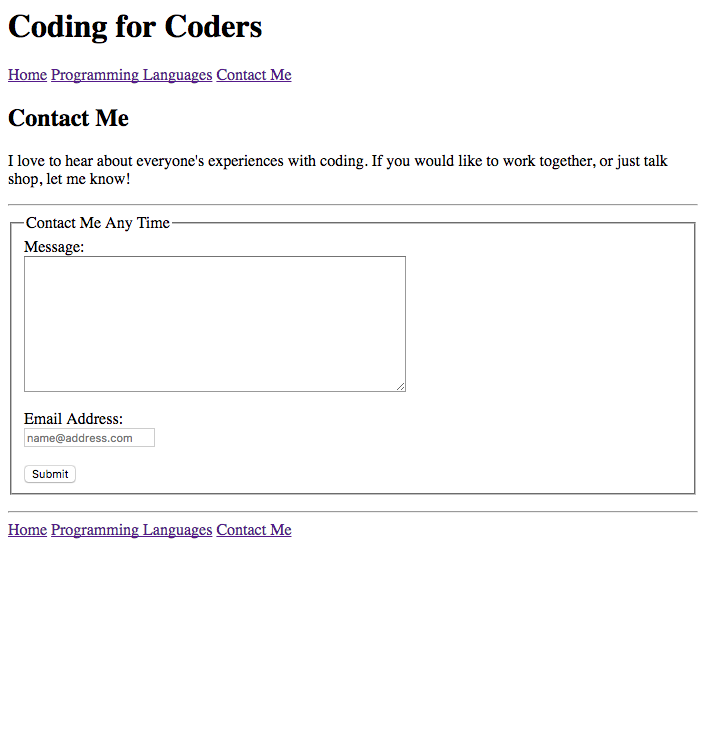 Coding for Coders
Home Programming Languages Contact Me
Contact Me
I love to hear about everyone's experiences with coding. If you would like to work together, or just talk
shop, let me know!
Contact Me Any Time
Message:
Email Address:
name@address.com
Submit
Home Programming Languages Contact Me